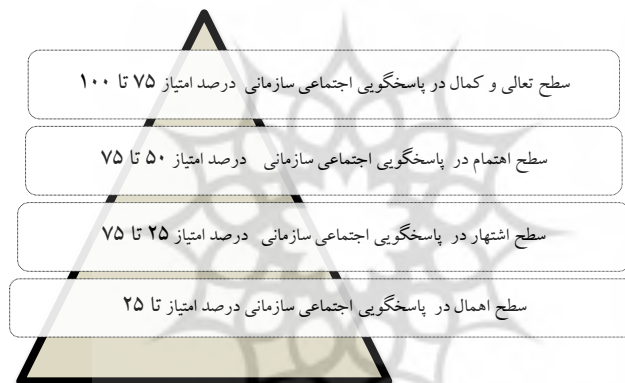 سطح تعالی و کمال در پاسخگویی اجتماعی سازمانی درصد امتیاز ۷۵ تا ۱۰۰
سطح اهتمام در پاسخگویی اجتماعی سازمانی درصد امتیاز ۵۰ تا ۷۵
سطح اشتهار در پاسخگویی اجتماعی سازمانی درصد امتیاز ۲۵ تا ۷۵
سطح اهمال در پاسخگویی اجتماعی سازمانی درصد امتیاز تا ۲۵